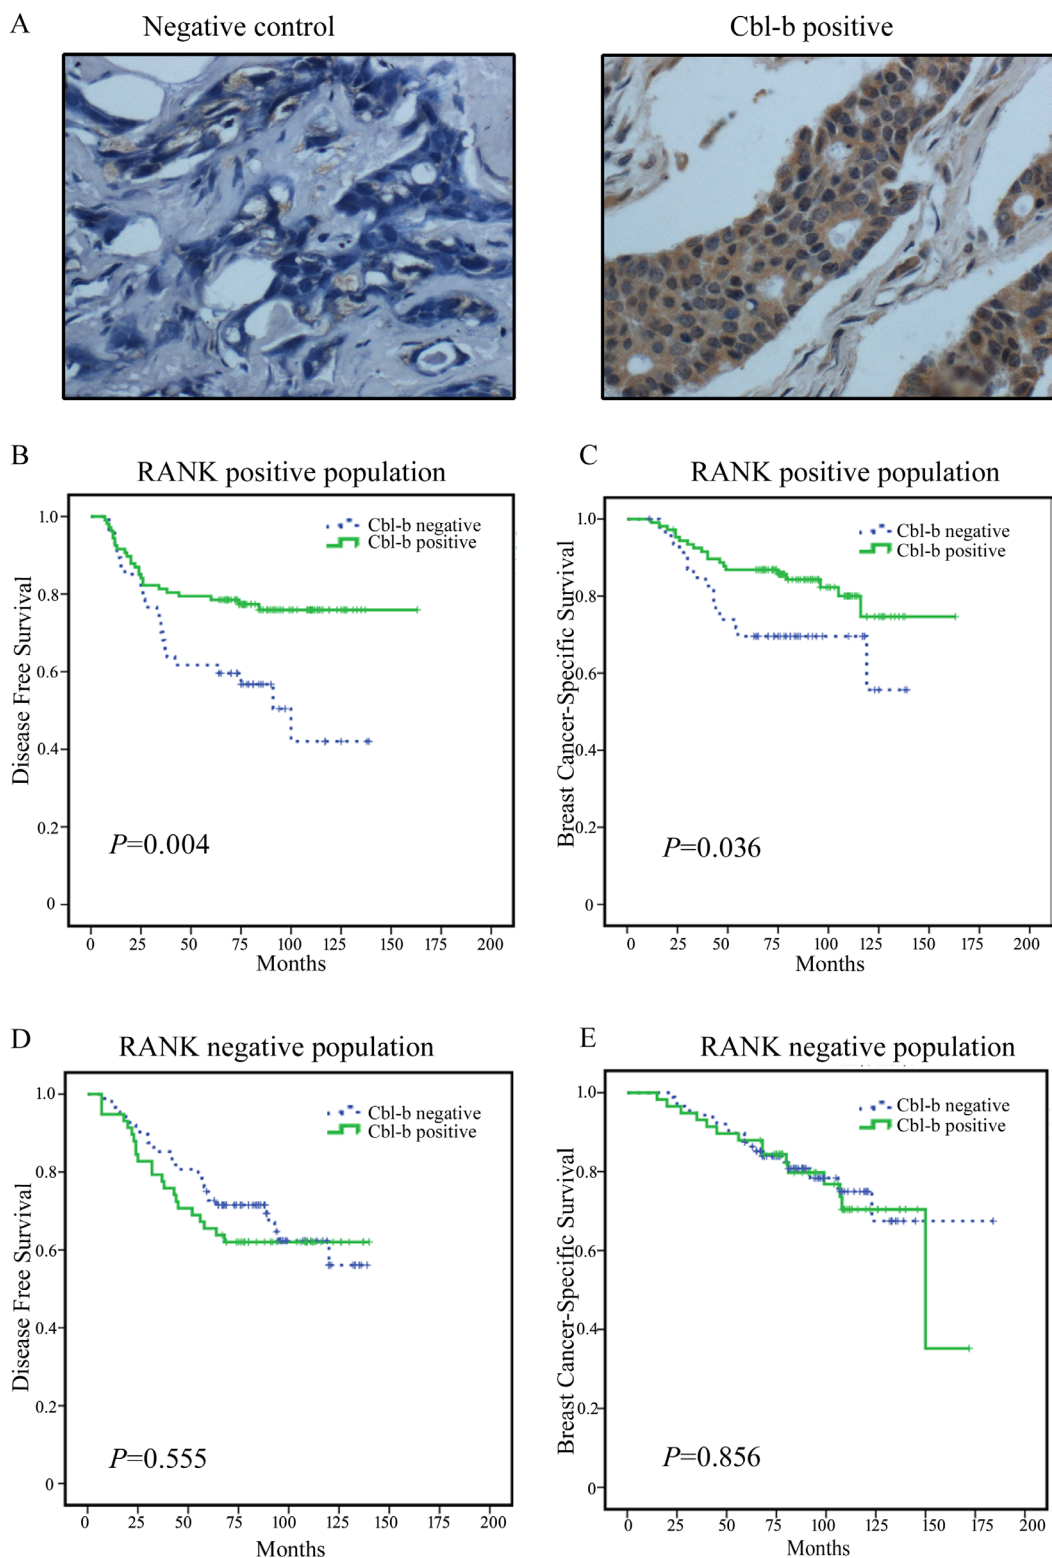 A
Negative control
Cbl-b positive
B
RANK positive population
Cbl-b negative
Cbl-b positive
1.0
0.8
0.6
0.4
0.2
0
Disease Free Survival
P=0.004
0 25 50 75 100 125 150 175 200
Months
C
RANK positive population
Cbl-b negative
Cbl-b positive
1.0
0.8
0.6
0.4
0.2
0
Breast Cancer-Specific Survival
P=0.036
0 25 50 75 100 125 150 175 200
Months
D
RANK negative population
Cbl-b negative
Cbl-b positive
1.0
0.8
0.6
0.4
0.2
0
Disease Free Survival
P=0.555
0 25 50 75 100 125 150 175 200
Months
E
RANK negative population
Cbl-b negative
Cbl-b positive
1.0
0.8
0.6
0.4
0.2
0
Breast Cancer-Specific Survival
P=0.856
0 25 50 75 100 125 150 175 200
Months